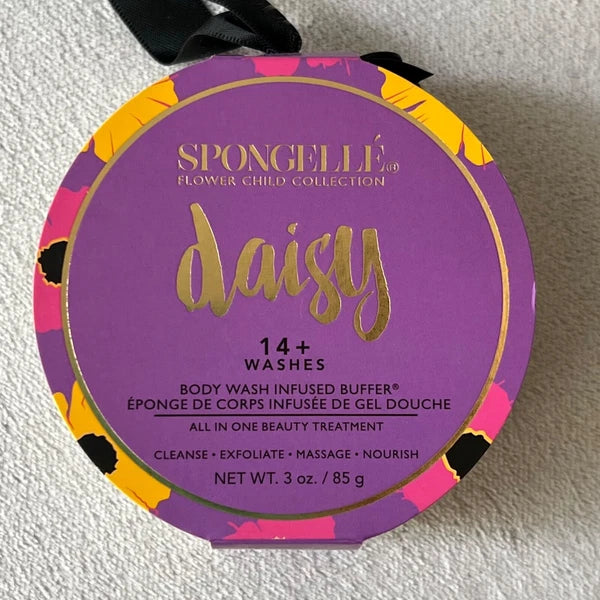 SPONGELLÉ®
FLOWER CHILD COLLECTION
daisy
14+
WASHES
BODY WASH INFUSED BUFFER®
ÉPONGE DE CORPS INFUSÉE DE GEL DOUCHE
ALL IN ONE BEAUTY TREATMENT
CLEANSE • EXFOLIATE • MASSAGE • NOURISH
NET WT. 3 oz. / 85 g